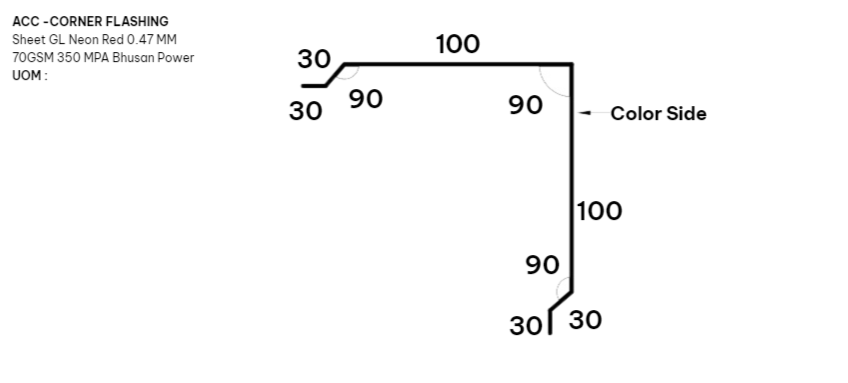 ACC -CORNER FLASHING
Sheet GL Neon Red 0.47 MM
70GSM 350 MPA Bhusan Power
UOM :
100
30
30
90
90
Color Side
100
90
30
30